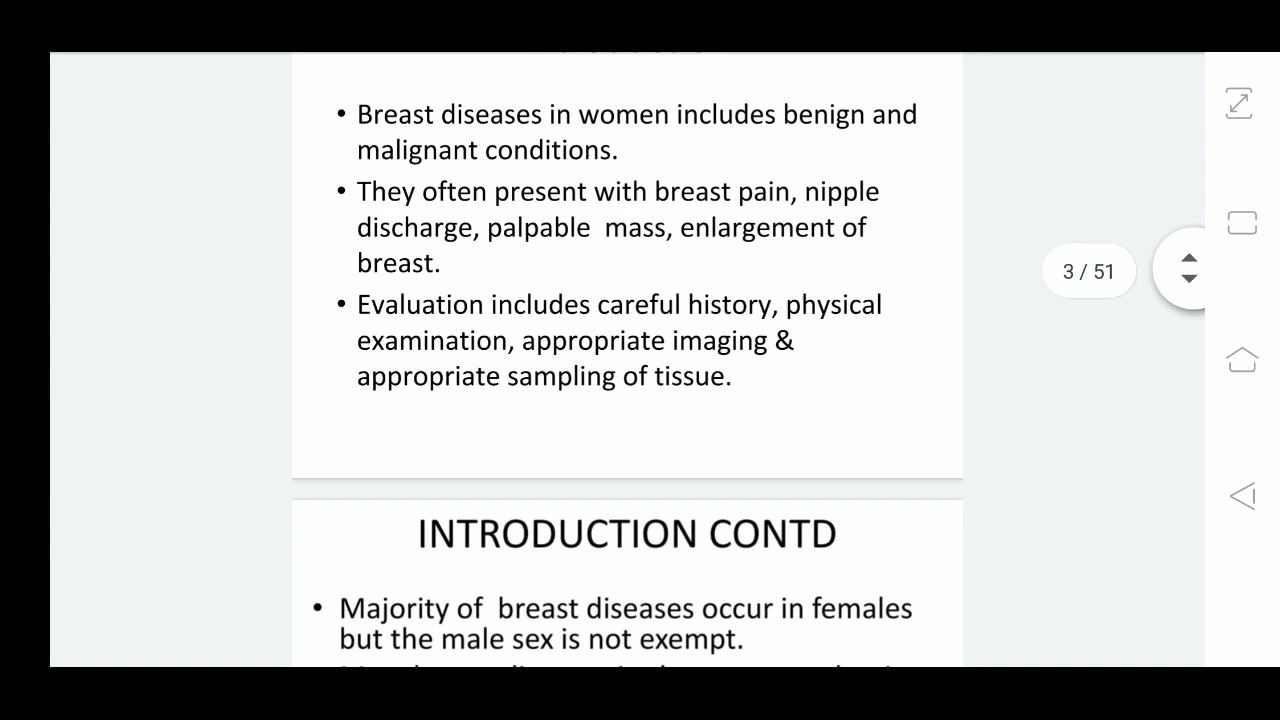 • Breast diseases in women includes benign and
malignant conditions.
• They often present with breast pain, nipple
discharge, palpable  mass, enlargement of
breast.
• Evaluation includes careful history, physical
examination, appropriate imaging &
appropriate sampling of tissue.
3 / 51
INTRODUCTION CONTD
• Majority of  breast diseases occur in females
but the male sex is not exempt.